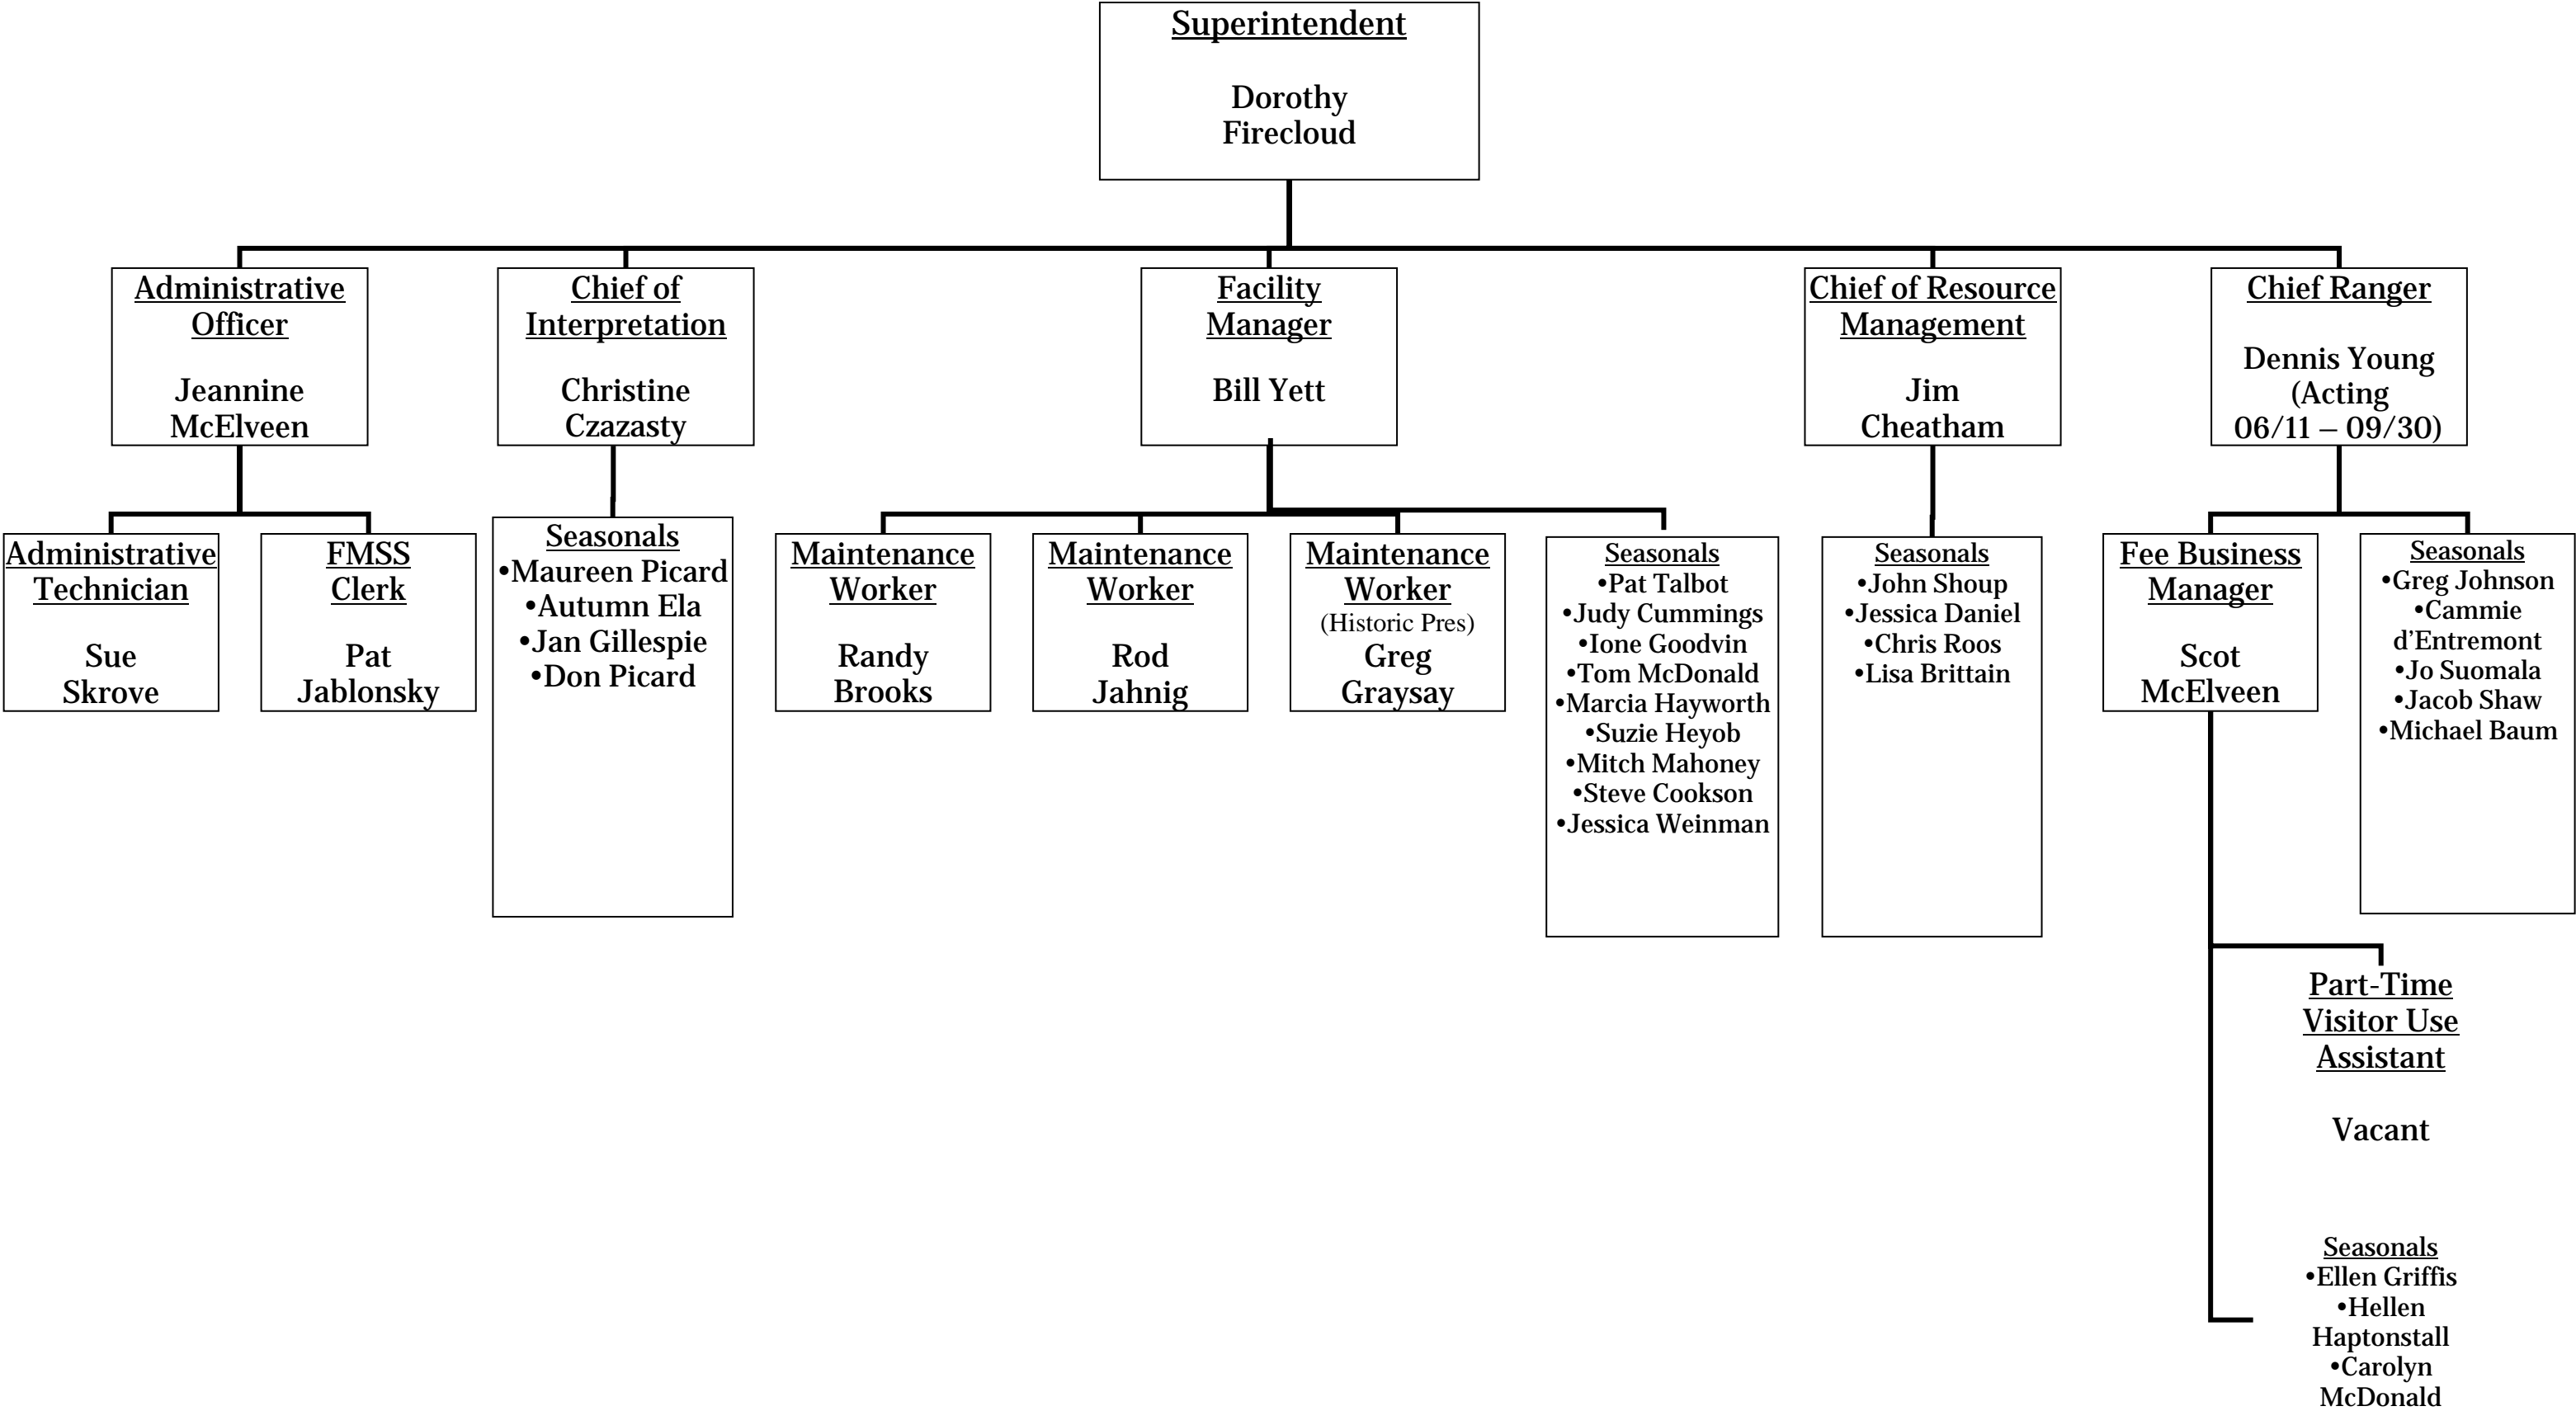 Superintendent
Dorothy
Firecloud
Administrative
Officer
Jeannine
McElveen
Chief of
Interpretation
Christine
Czazasty
Facility
Manager
Bill Yett
Chief of Resource
Management
Jim
Cheatham
Chief Ranger
Dennis Young
(Acting
06/11 – 09/30)
Administrative
Technician
Sue
Skrove
FMSS
Clerk
Pat
Jablonsky
Seasonals
•Maureen Picard
•Autumn Ela
•Jan Gillespie
•Don Picard
Maintenance
Worker
Randy
Brooks
Maintenance
Worker
Rod
Jahnig
Maintenance
Worker
(Historic Pres)
Greg
Graysay
Seasonals
•Pat Talbot
•Judy Cummings
•Ione Goodvin
•Tom McDonald
•Marcia Hayworth
•Suzie Heyob
•Mitch Mahoney
•Steve Cookson
•Jessica Weinman
Seasonals
•John Shoup
•Jessica Daniel
•Chris Roos
•Lisa Brittain
Fee Business
Manager
Scot
McElveen
Seasonals
•Greg Johnson
•Cammie
d’Entremont
•Jo Suomala
•Jacob Shaw
•Michael Baum
Part-Time
Visitor Use
Assistant
Vacant
Seasonals
•Ellen Griffis
•Hellen
Haptonstall
•Carolyn
McDonald